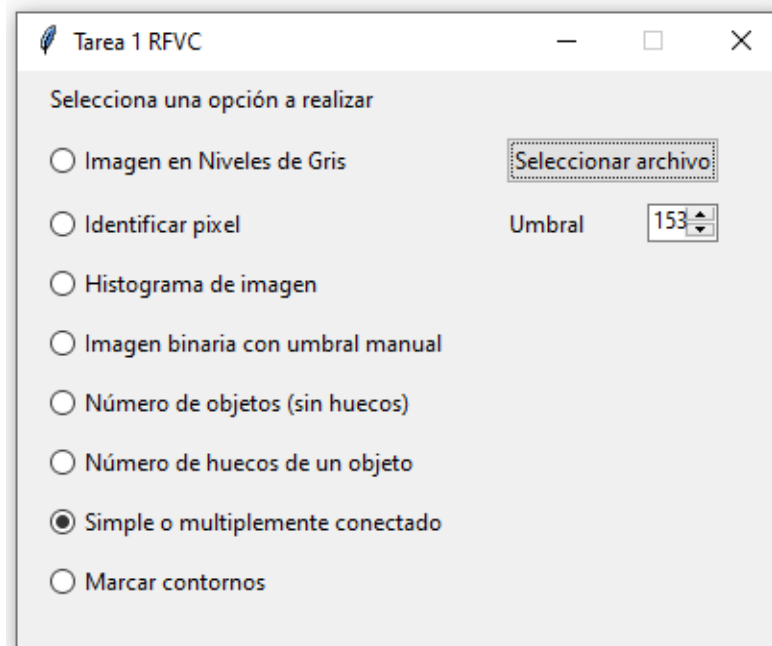 Tarea 1 RFVC
Selecciona una opción a realizar
Imagen en Niveles de Gris
Seleccionar archivo
Identificar pixel
Umbral
153
Histograma de imagen
Imagen binaria con umbral manual
Número de objetos (sin huecos)
Número de huecos de un objeto
Simple o multiplemente conectado
Marcar contornos